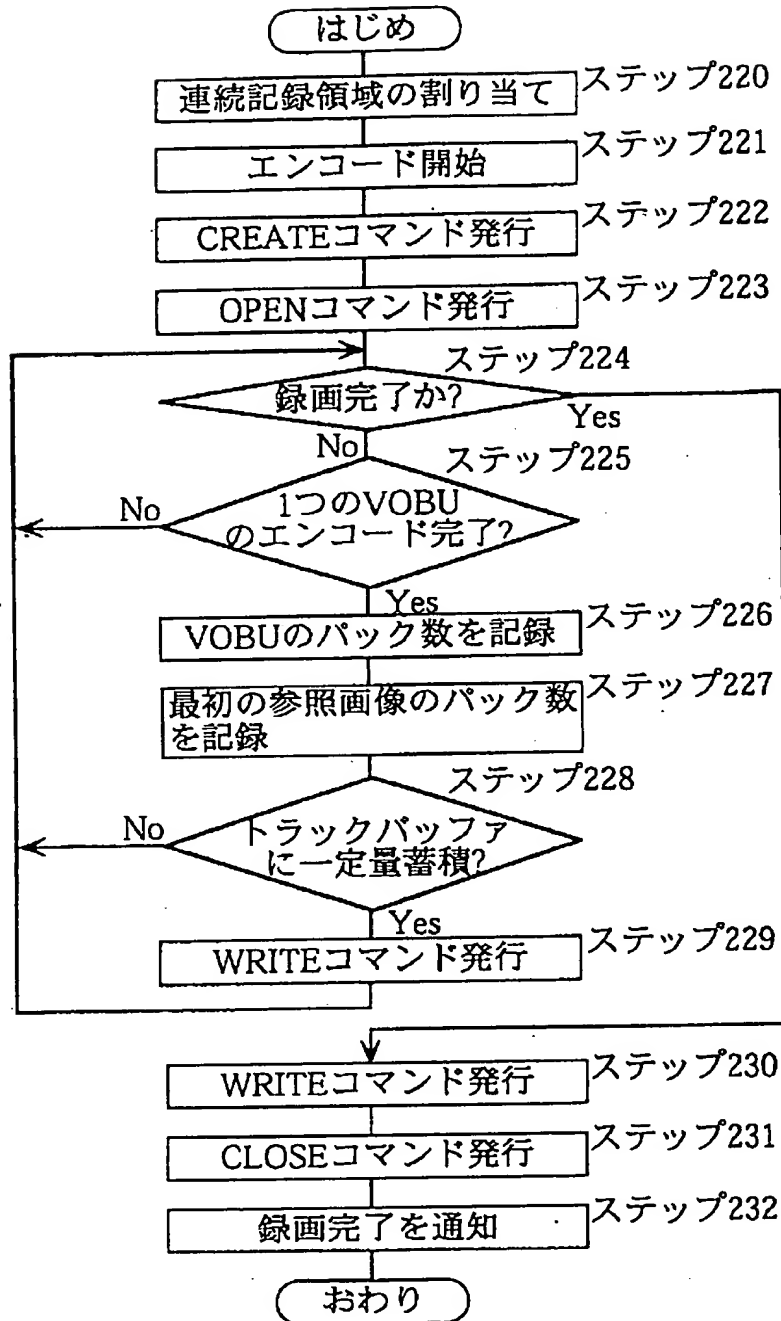 はじめ
連続記録領域の割り当て
ステップ220
エンコード開始
ステップ221
CREATEコマンド発行
ステップ222
OPENコマンド発行
ステップ223
ステップ224
録画完了か?
Yes
No
ステップ225
1つのVOBU
のエンコード完了?
No
Yes
VOBUのパック数を記録
ステップ226
最初の参照画像のパック数
を記録
ステップ227
ステップ228
トラックバッファ
に一定量蓄積?
No
Yes
WRITEコマンド発行
ステップ229
WRITEコマンド発行
ステップ230
CLOSEコマンド発行
ステップ231
録画完了を通知
ステップ232
おわり